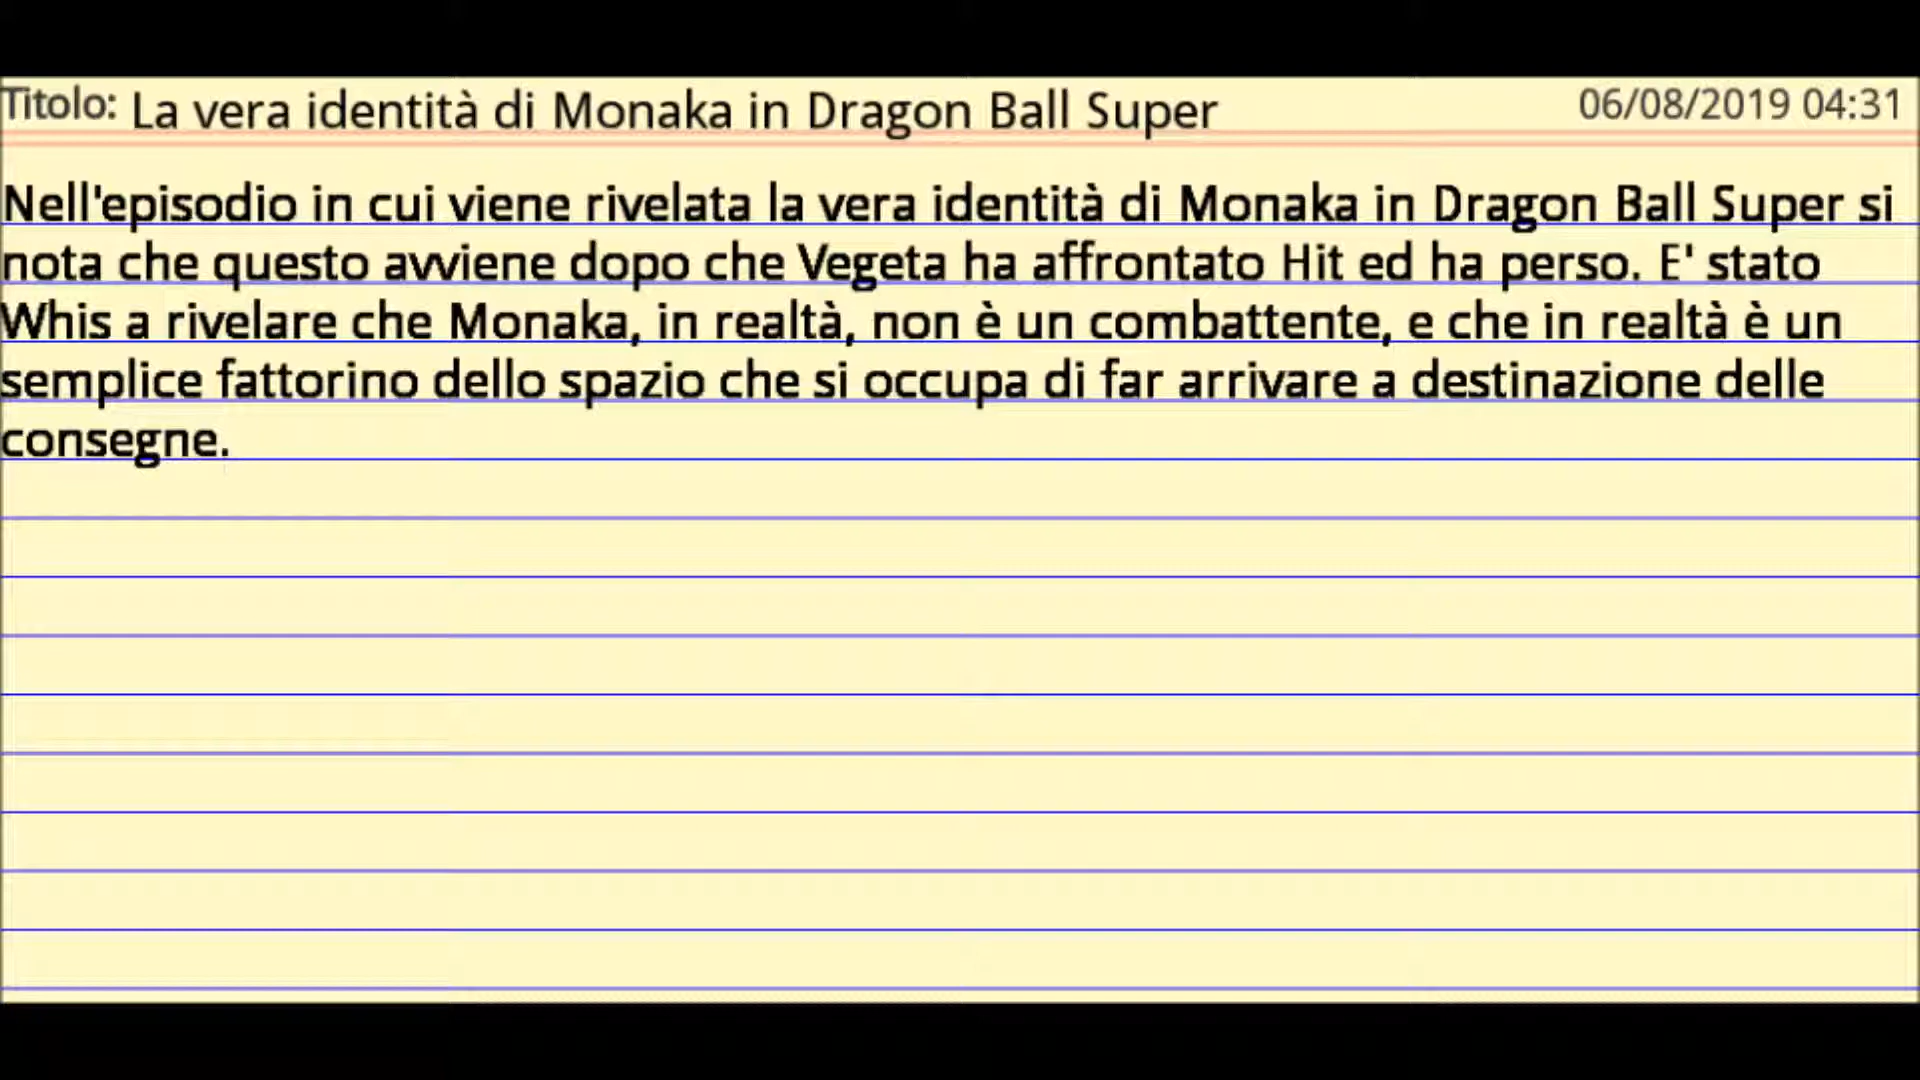 Titolo: La vera identità di Monaka in Dragon Ball Super 06/08/2019 04:31
Nell'episodio in cui viene rivelata la vera identità di Monaka in Dragon Ball Super si
nota che questo avviene dopo che Vegeta ha affrontato Hit ed ha perso. E' stato
Whis a rivelare che Monaka, in realtà, non è un combattente, e che in realtà è un
semplice fattorino dello spazio che si occupa di far arrivare a destinazione delle
consegne.